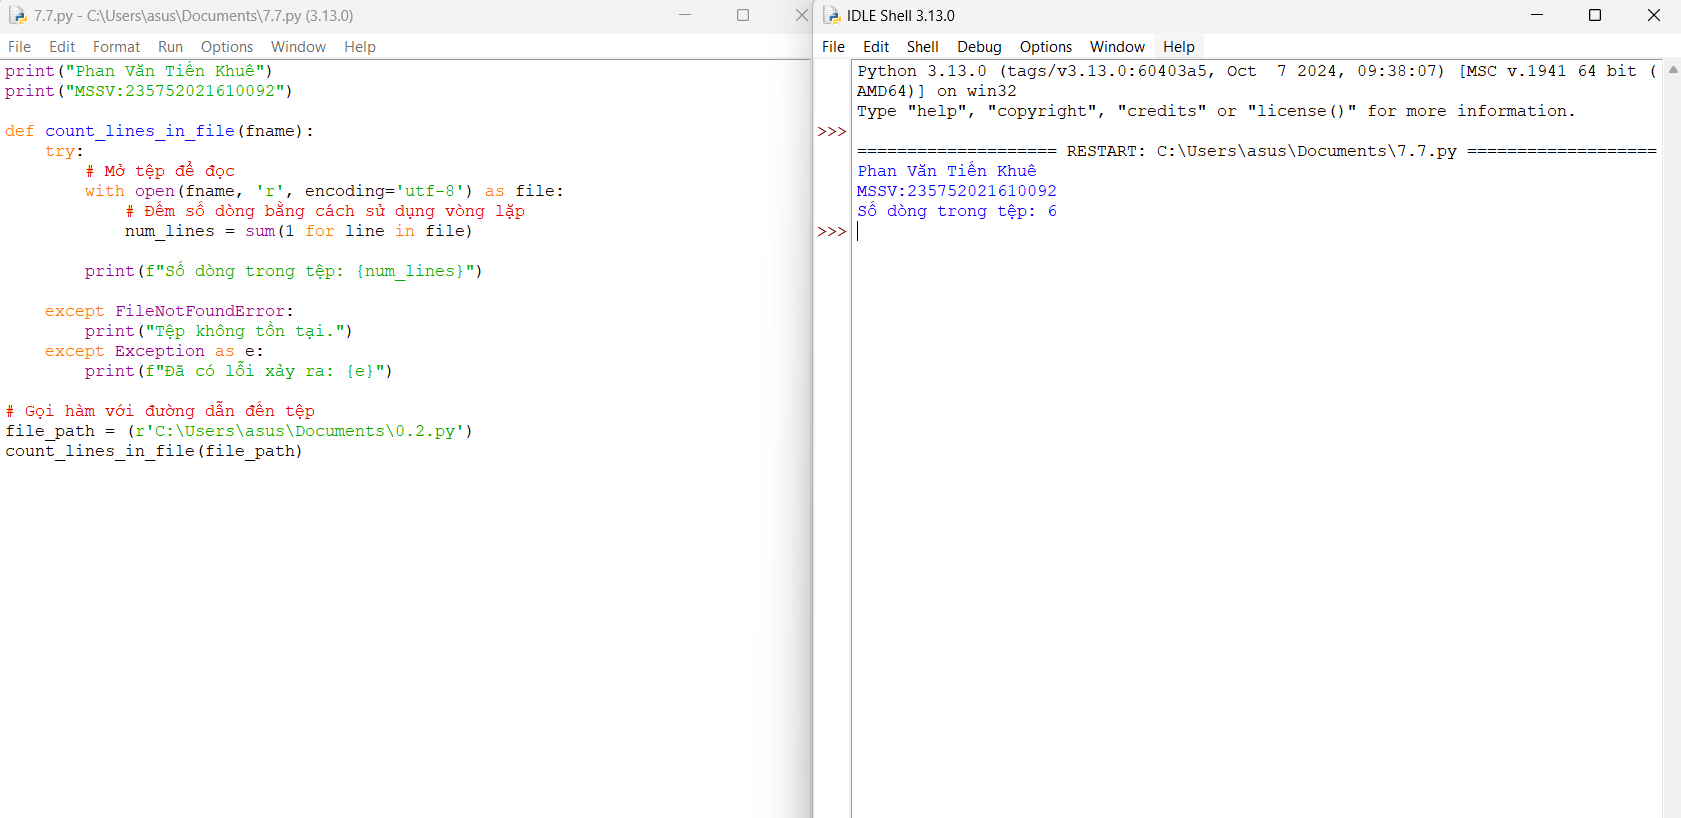 7.7.py - C:\Users\asus\Documents\7.7.py (3.13.0)
File Edit Format Run Options Window Help
print("Phan Văn Tiến Khuê")
print("MSSV:235752021610092")
def count_lines_in_file(fname):
    try:
        # Mở tệp để đọc
        with open(fname, 'r', encoding='utf-8') as file:
            # Đếm số dòng bằng cách sử dụng vòng lặp
            num_lines = sum(1 for line in file)
        print(f"Số dòng trong tệp: {num_lines}")
    except FileNotFoundError:
        print("Tệp không tồn tại.")
    except Exception as e:
        print(f"Đã có lỗi xảy ra: {e}")
# Gọi hàm với đường dẫn đến tệp
file_path = (r'C:\Users\asus\Documents\0.2.py')
count_lines_in_file(file_path)
IDLE Shell 3.13.0
File Edit Shell Debug Options Window Help
Python 3.13.0 (tags/v3.13.0:60403a5, Oct  7 2024, 09:38:07) [MSC v.1941 64 bit (
AMD64)] on win32
Type "help", "copyright", "credits" or "license()" for more information.
>>>
==================== RESTART: C:\Users\asus\Documents\7.7.py ===================
Phan Văn Tiến Khuê
MSSV:235752021610092
Số dòng trong tệp: 6
>>>